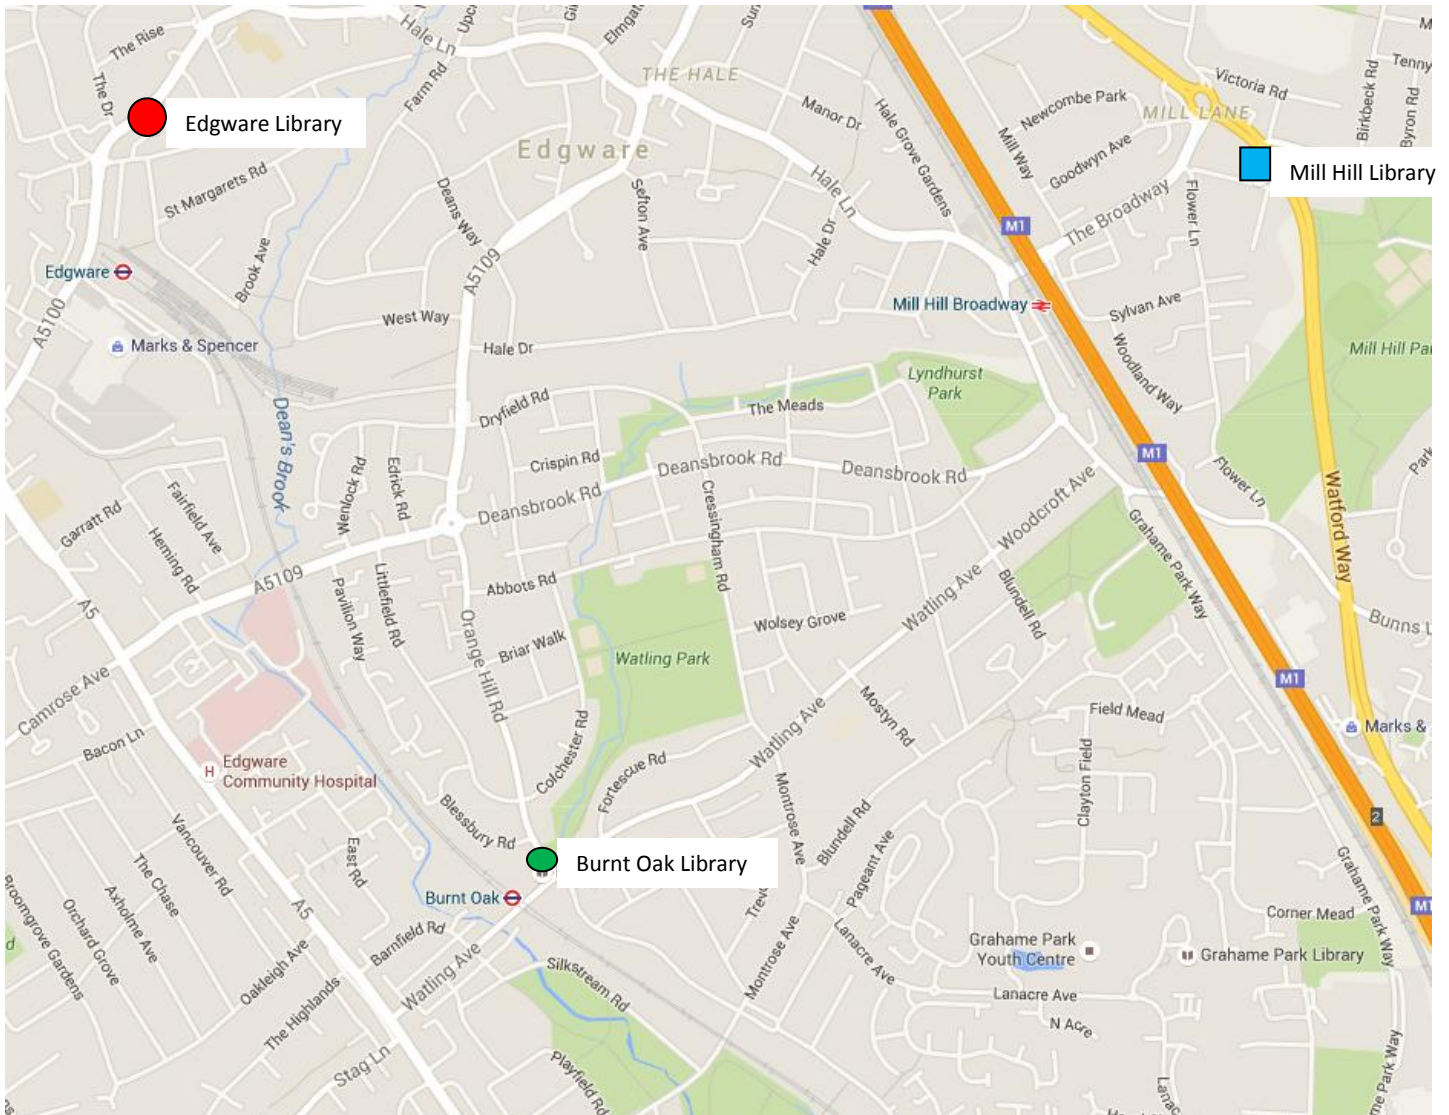 The Rise
Hale Ln
Farm Rd
THE HALE
Victoria Rd
Birkbeck Rd
Byron Rd
The Dr
Edgware Library
Manor Dr
Newcombe Park
MILL LANE
Mill Way
Goodwyn Ave
Hale Grove Gardens
Edgware
Mill Hill Library
St Margarets Rd
Deans Way
Sefton Ave
Hale Ln
Hale Dr
The Broadway
Flower Ln
M1
Edgware
Brook Ave
A5109
A5100
Mill Hill Broadway
Sylvan Ave
West Way
Marks & Spencer
Hale Dr
Woodland Way
Mill Hill Pa
Lyndhurst
Park
Dean's Brook
Dryfield Rd
The Meads
Crispin Rd
Deansbrook Rd
Deansbrook Rd
M1
Wenlock Rd
Edrick Rd
Deansbrook Rd
Cressingham Rd
Woodcroft Ave
Flower Ln
Watford Way
Park
Garratt Rd
Fairfield Ave
Heming Rd
A5109
Pavilion Way
Littlefield Rd
Abbots Rd
Grahame Park Way
A5
Orange Hill Rd
Briar Walk
Wolsey Grove
Watling Ave
Blundell Rd
Burns L
Watling Park
Camrose Ave
M1
Bacon Ln
Mostyn Rd
Field Mead
Marks &
Edgware
Community Hospital
Colchester Rd
Fortescue Rd
Watling Ave
Clayton Field
Blessbury Rd
Montrose Ave
Blundell Rd
Pageant Ave
2
Vancouver Rd
East Rd
The Chase
Burnt Oak Library
Grahame Park Way
Broomgrove Gardens
Orchard Grove
Axholme Ave
A5
Burnt Oak
Trev
M1
Corner Mead
Barnfield Rd
Oakleigh Ave
Watling Ave
Silkstream Rd
Montrose Ave
Lanacre Ave
Grahame Park
Youth Centre
Grahame Park Library
The Highlands
Lanacre Ave
N Acre
Stag Ln
Playfield Rd
Lanac
e Park Way